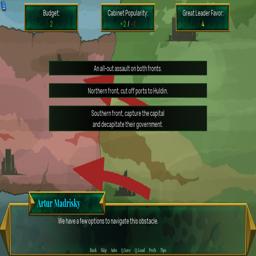 Budget:
2
Cabinet Popularity:
+2 / -1
Great Leader Favor:
4
An all-out assault on both fronts.
Northern front, cut off ports to Huldin.
Southern front, capture the capital
and decapitate their government.
Artur Madrisky
We have a few options to navigate this obstacle.
Back Skip Auto Q.Save Q.Load Prefs Tips